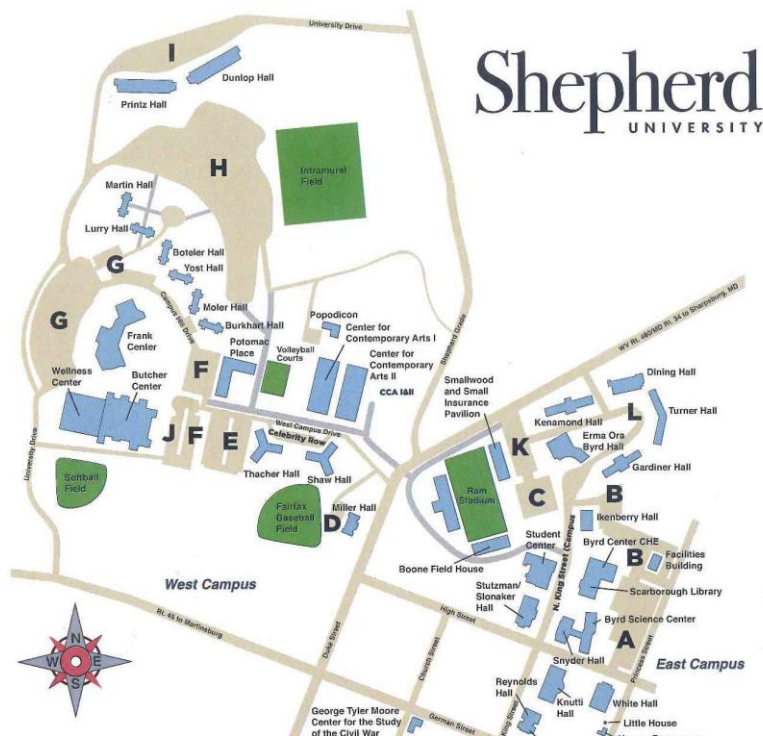 University Drive
Shepherd
UNIVERSITY
I
Dunlop Hall
Printz Hall
H
Intramural
Field
Martin Hall
Lurry Hall
G
Boteler Hall
Yost Hall
Moler Hall
Burkhart Hall
Campus Hill Drive
G
Frank
Center
Wellness
Center
Butcher
Center
F
Potomac
Place
Volleyball
Courts
Popodicon
Center for
Contemporary Arts I
Center for
Contemporary
Arts II
CCA I&II
Shepherd Grade
WV Rt. 480/MD Rt. 34 to Sharpsburg, MD
Smallwood
and Small
Insurance
Pavilion
Dining Hall
Kenamond Hall
L
Turner Hall
Erma Ora
Byrd Hall
Gardiner Hall
K
C
B
J
F
E
West Campus Drive
Celebrity Row
Thacher Hall
Shaw Hall
University Drive
Softball
Field
Fairfax
Baseball
Field
D
Miller Hall
Ram
Stadium
Boone Field House
Student
Center
N. King Street (Campus
Ikenberry Hall
Byrd Center CHE
B
Facilities
Building
Scarborough Library
Stutzman/
Slonaker
Hall
Byrd Science Center
A
Snyder Hall
Princess Street
West Campus
East Campus
Rt. 45 to Martinsburg
High Street
Duke Street
Church Street
N
W
E
S
Reynolds
Hall
Knutti
Hall
White Hall
Little House
King Street
German Street
George Tyler Moore
Center for the Study
of the Civil War